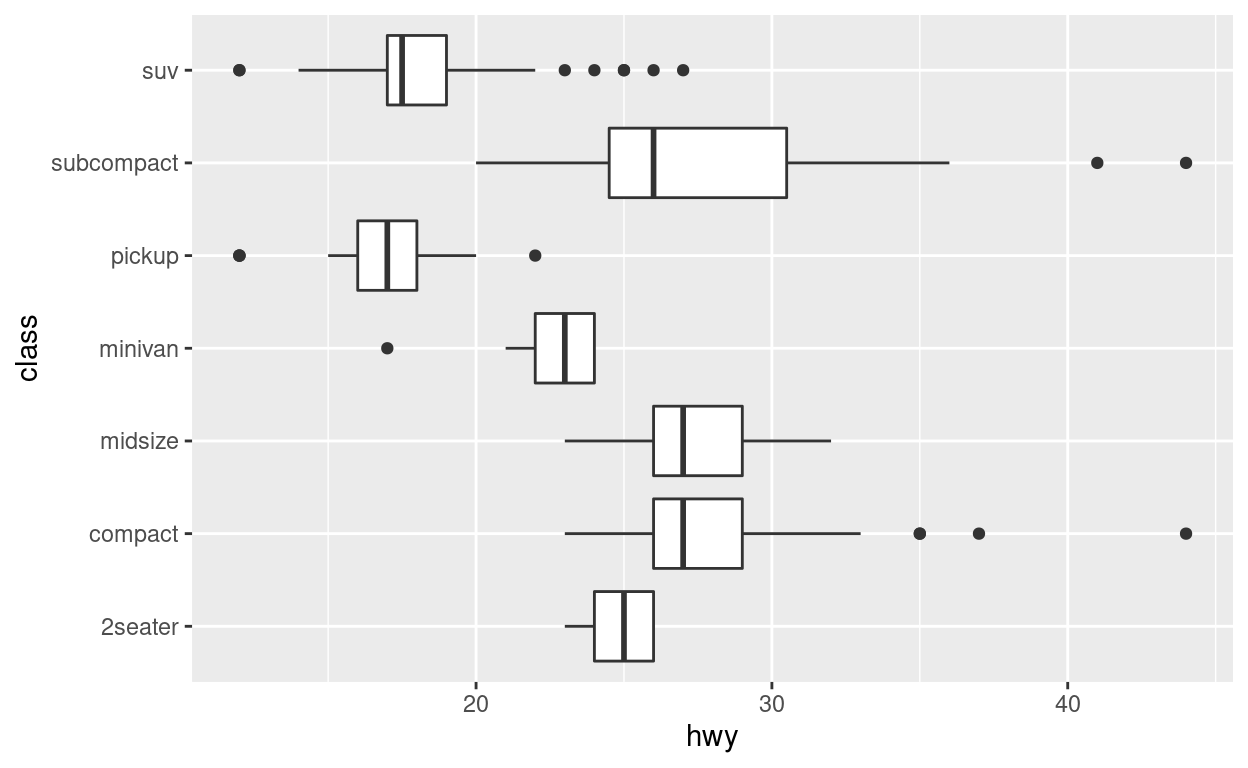 suv
subcompact
pickup
minivan
midsize
compact
2seater
class
20 30 40
hwy